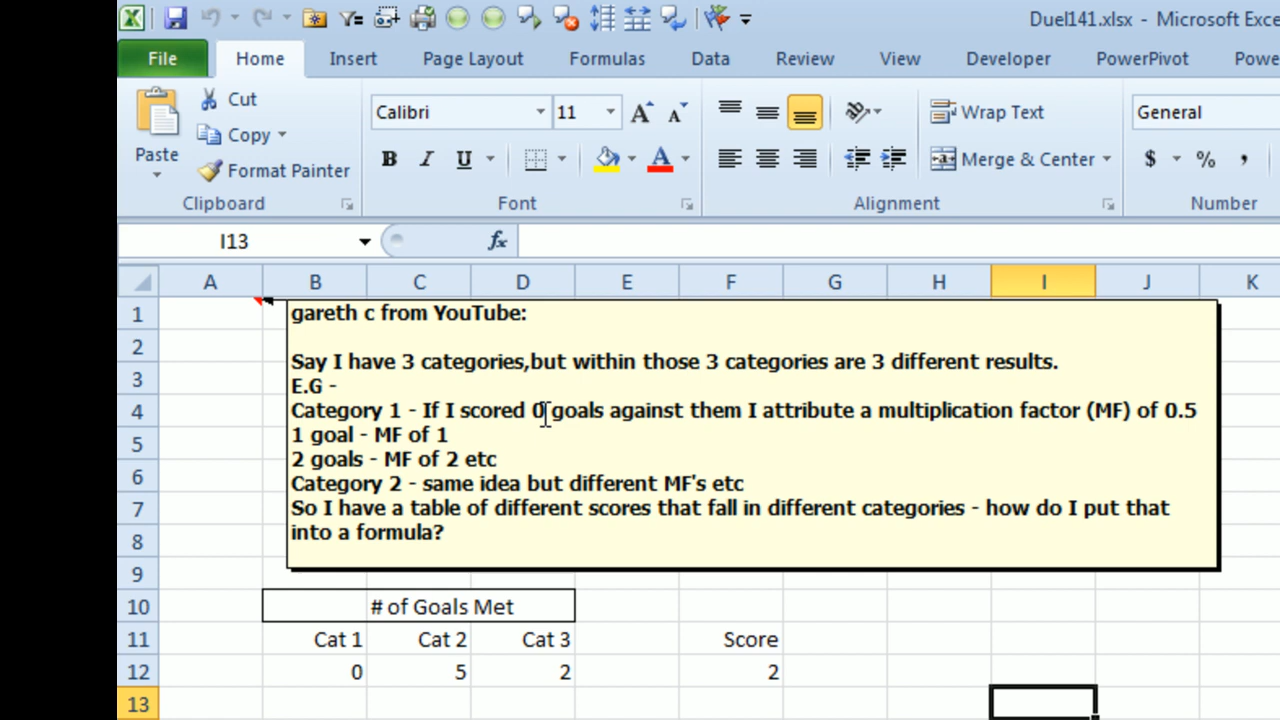 Duel141.xlsx - Microsoft Exce
File Home Insert Page Layout Formulas Data Review View Developer PowerPivot Powe
Paste
Cut
Copy
Format Painter
Clipboard
Calibri 11 A A
B I U A
Font
Wrap Text
Merge & Center
Alignment
General
$ % ,
Number
I13 fx
A B C D E F G H I J K
1
2
3
4
5
6
7
8
9
10
11
12
13
gareth c from YouTube:
Say I have 3 categories,but within those 3 categories are 3 different results.
E.G -
Category 1 - If I scored 0 goals against them I attribute a multiplication factor (MF) of 0.5
1 goal - MF of 1
2 goals - MF of 2 etc
Category 2 - same idea but different MF's etc
So I have a table of different scores that fall in different categories - how do I put that
into a formula?
# of Goals Met
Cat 1 Cat 2 Cat 3 Score
0 5 2 2